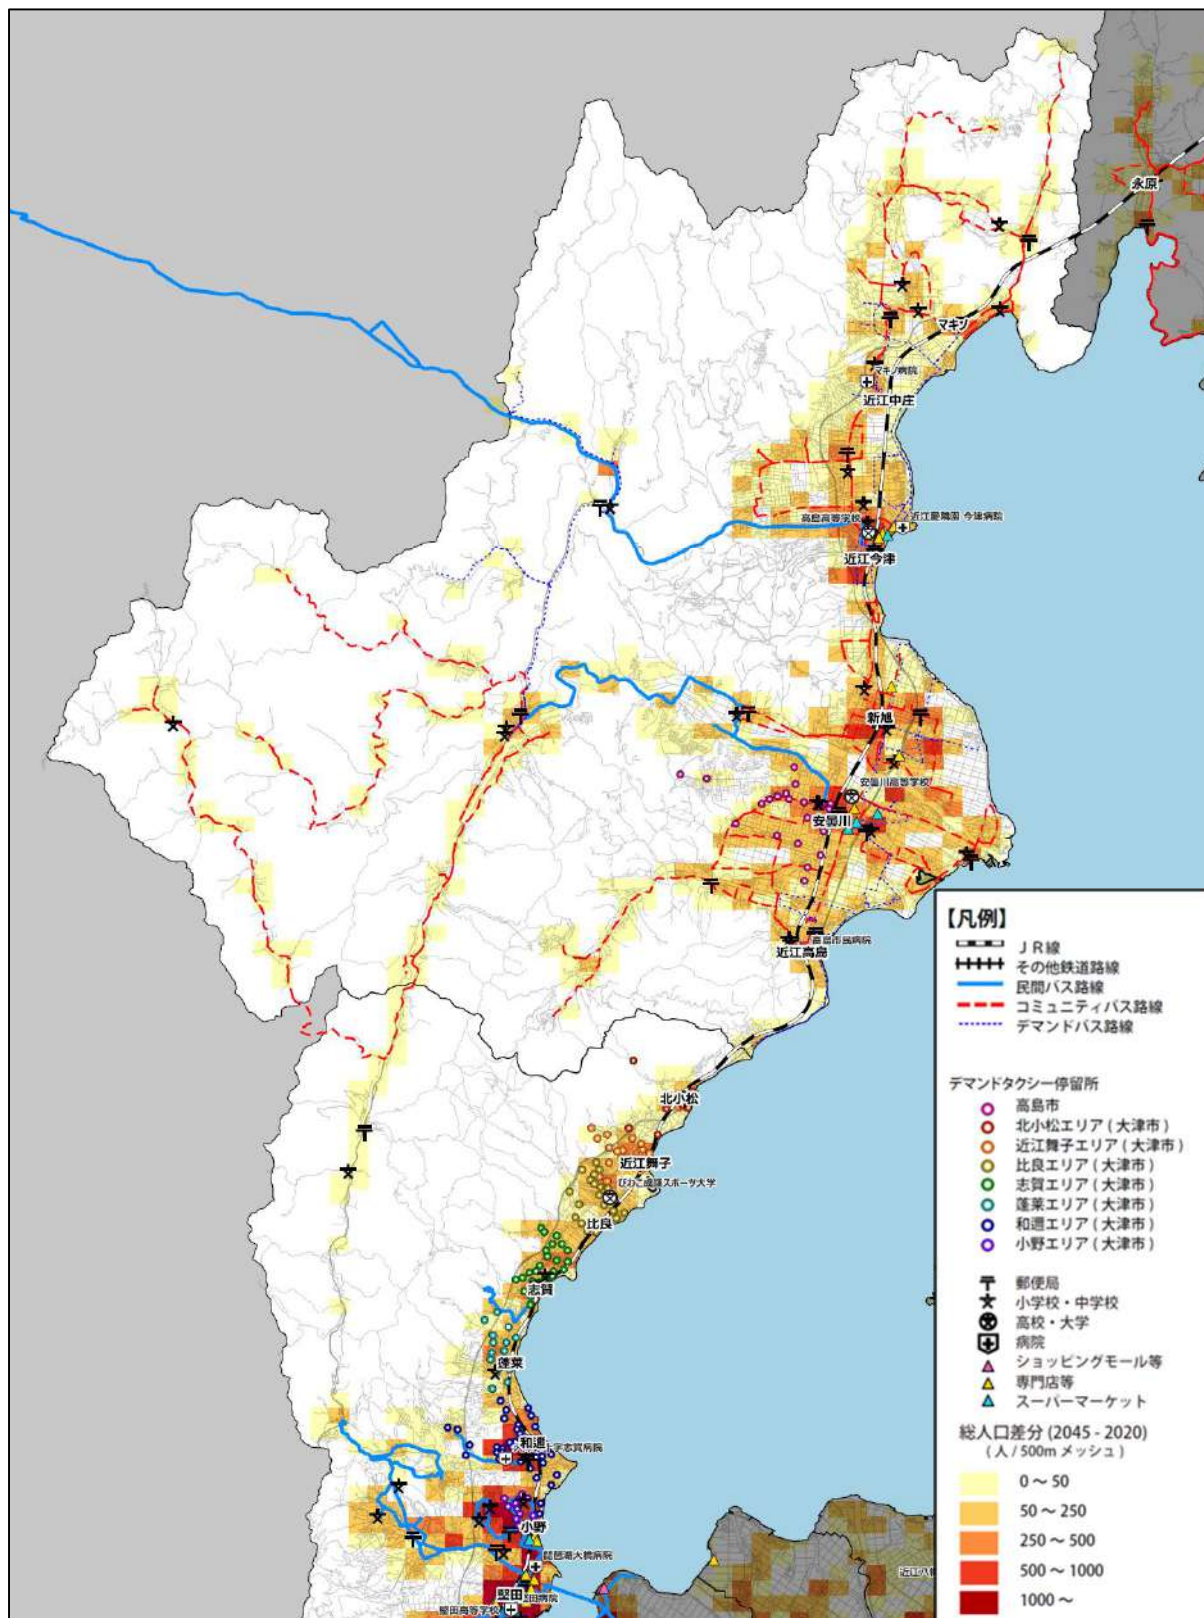 永原
マキノ
マキノ病院
近江中庄
高島高等学校
近江今津
新旭
安曇川高等学校
安曇川
高島市民病院
近江高島
北小松
近江舞子
びわこ成蹊スポーツ大学
比良
志賀
蓬莱
和邇
小野
琵琶湖大橋病院
堅田
堅田高等学校
【凡例】
JR線
その他鉄道路線
民間バス路線
コミュニティバス路線
デマンドバス路線
デマンドタクシー停留所
高島市
北小松エリア(大津市)
近江舞子エリア(大津市)
比良エリア(大津市)
志賀エリア(大津市)
蓬莱エリア(大津市)
和邇エリア(大津市)
小野エリア(大津市)
郵便局
小学校・中学校
高校・大学
病院
ショッピングモール等
専門店等
スーパーマーケット
総人口差分(2045 - 2020)
(人/500mメッシュ)
0～50
50～250
250～500
500～1000
1000～